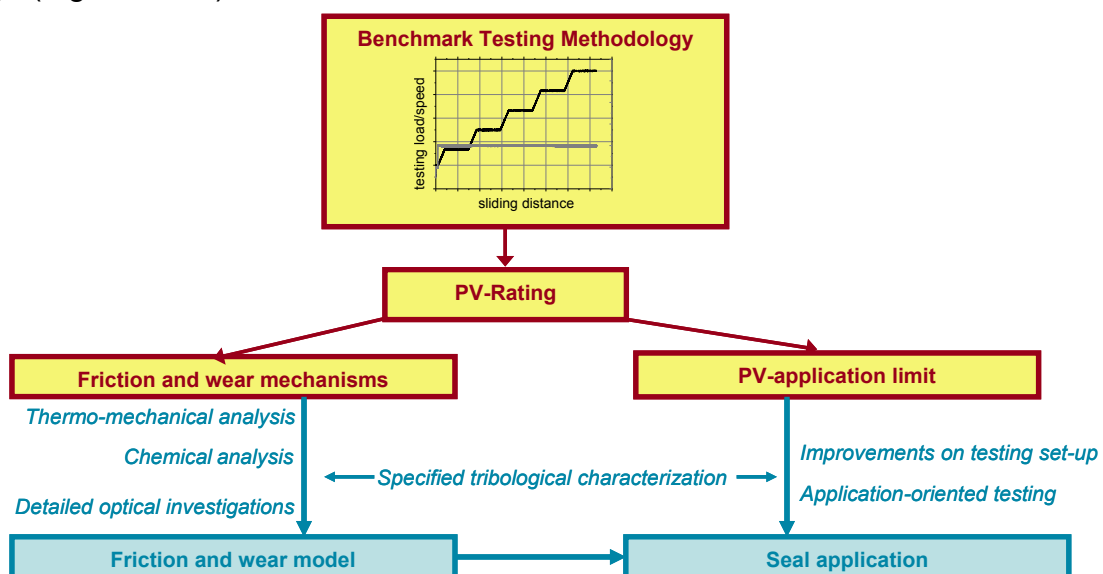 Benchmark Testing Methodology
testing load/speed
sliding distance
PV-Rating
Friction and wear mechanisms
PV-application limit
Thermo-mechanical analysis
Chemical analysis
Improvements on testing set-up
Specified tribological characterization
Detailed optical investigations
Application-oriented testing
Friction and wear model
Seal application